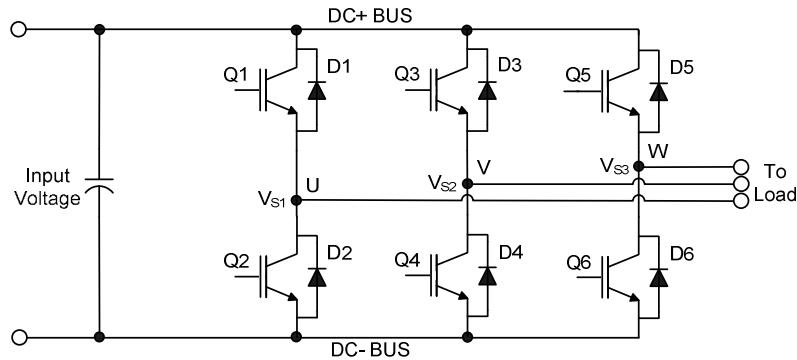 DC+ BUS
Q1
D1
Q3
D3
Q5
D5
Input
Voltage
VS1
U
VS2
V
VS3
W
To
Load
Q2
D2
Q4
D4
Q6
D6
DC- BUS